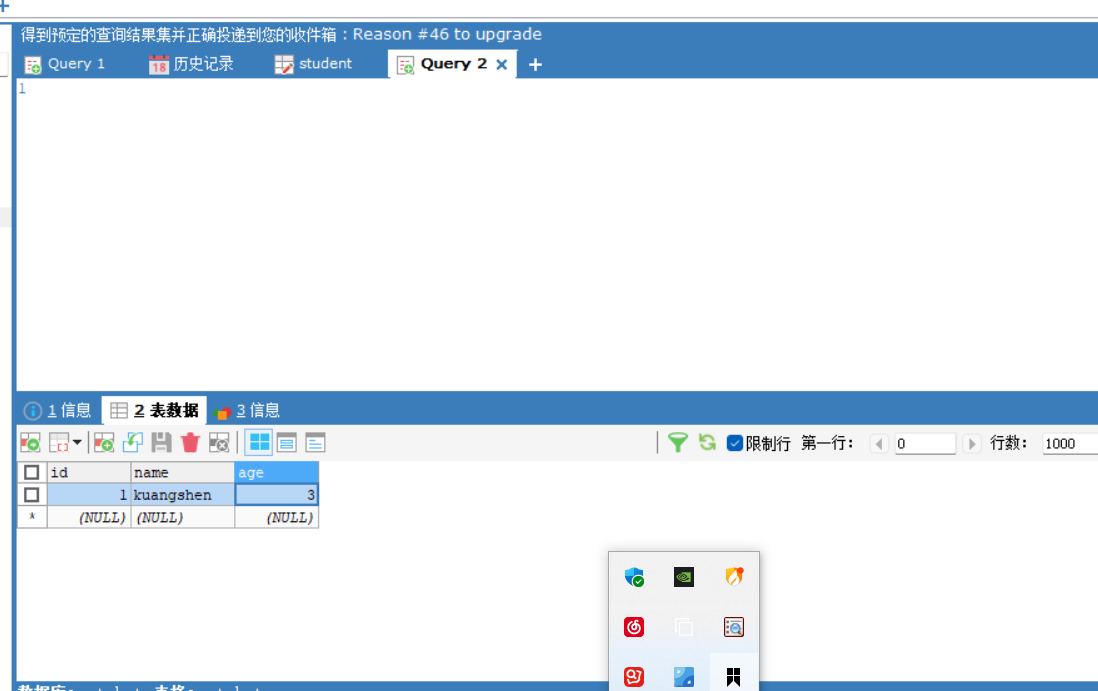 得到预定的查询结果集并正确投递到您的收件箱：Reason #46 to upgrade
Query 1 18 历史记录 student Query 2 × +
1
1 信息 2 表数据 3 信息
限制行 第一行: 0 行数: 1000
id name age
1 kuangshen 3
* (NULL) (NULL) (NULL)